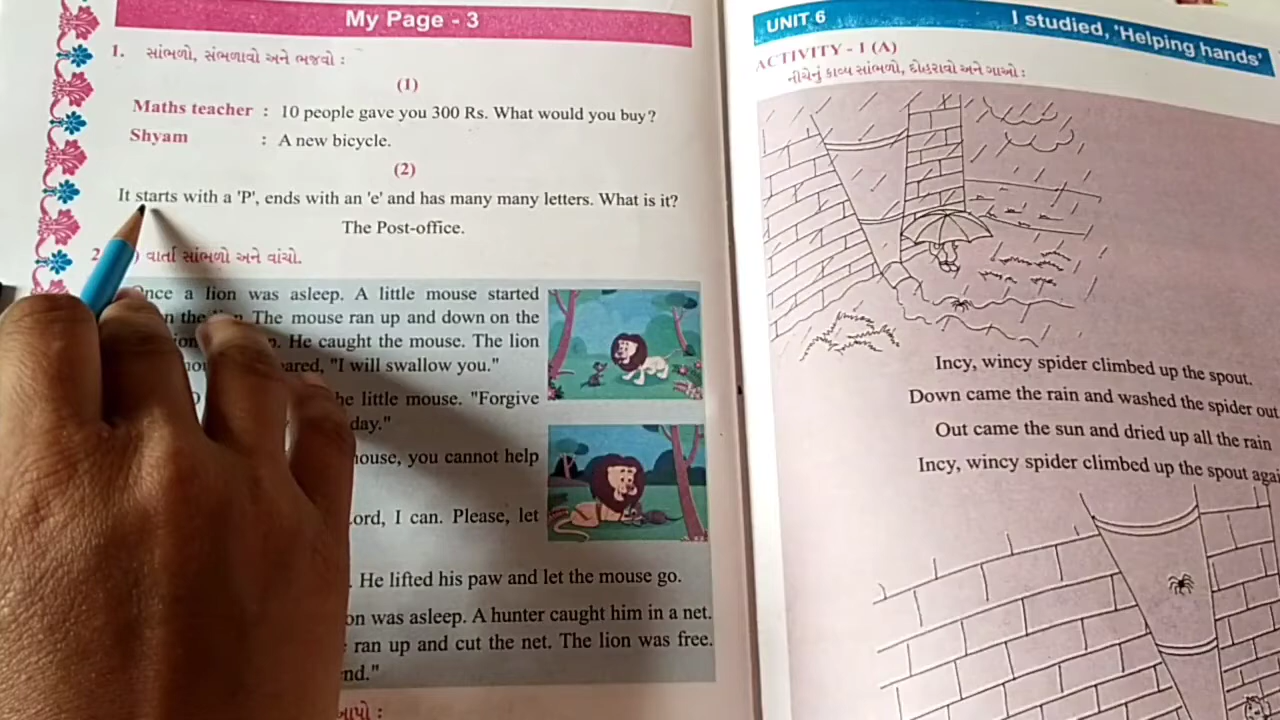 My Page - 3
1. સાંભળો, સંભળાવો અને ભજવો :
(1)
Maths teacher : 10 people gave you 300 Rs. What would you buy?
Shyam : A new bicycle.
(2)
It starts with a 'P', ends with an 'e' and has many many letters. What is it?
The Post-office.
2 ) વાર્તા સાંભળો અને વાંચો.
Once a lion was asleep. A little mouse started
the The mouse ran up and down on the
He caught the mouse. The lion
"I will swallow you."
little mouse. "Forgive
day."
you cannot help
I can. Please, let
He lifted his paw and let the mouse go.
was asleep. A hunter caught him in a net.
ran up and cut the net. The lion was free.
UNIT 6
I studied, 'Helping hands'
ACTIVITY - 1 (A)
નીચેનું કાવ્ય સાંભળો, દોહરાવો અને ગાઓ :
Incy, wincy spider climbed up the spout.
Down came the rain and washed the spider out
Out came the sun and dried up all the rain
Incy, wincy spider climbed up the spout